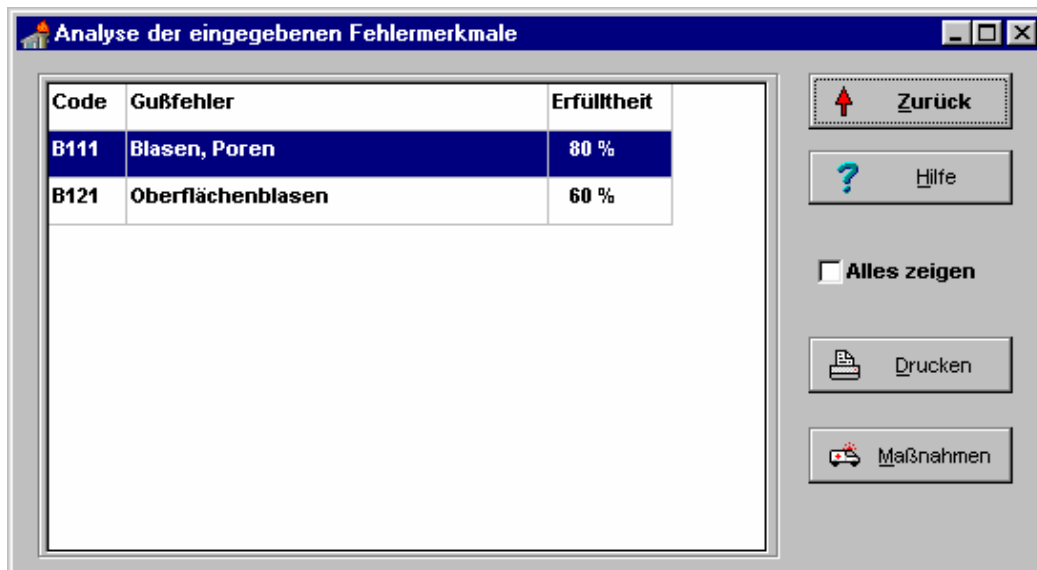 Analyse der eingegebenen Fehlermerkmale
Code Gußfehler Erfülltheit
B111 Blasen, Poren 80 %
B121 Oberflächenblasen 60 %
Zurück
Hilfe
Alles zeigen
Drucken
Maßnahmen